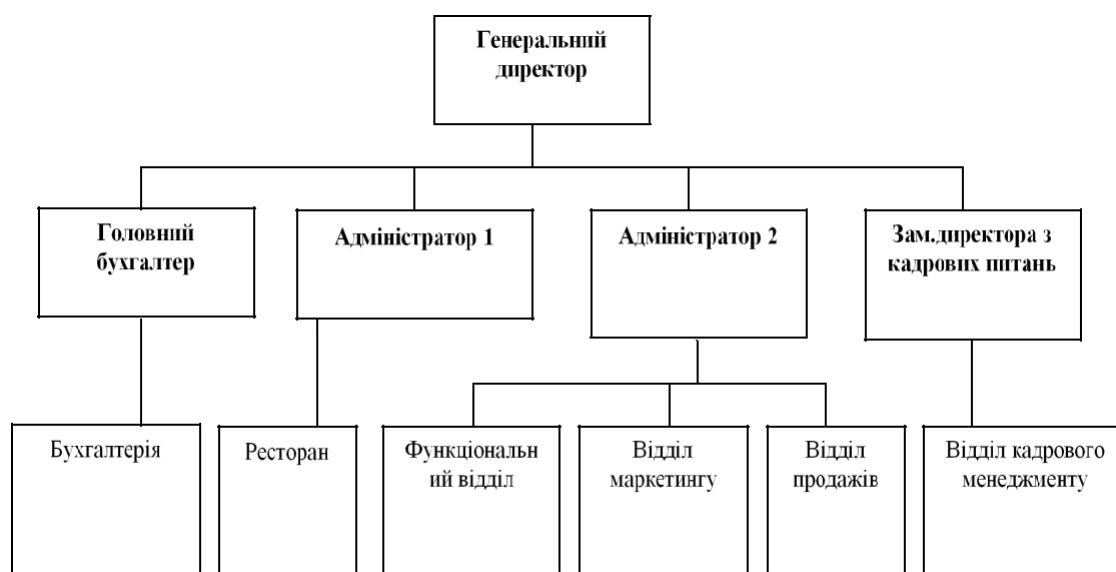 Генеральний
директор
Головний
бухгалтер
Адміністратор 1
Адміністратор 2
Зам.директора з
кадрових питань
Бухгалтерія
Ресторан
Функціональн
ий відділ
Відділ
маркетингу
Відділ
продажів
Відділ кадрового
менеджменту